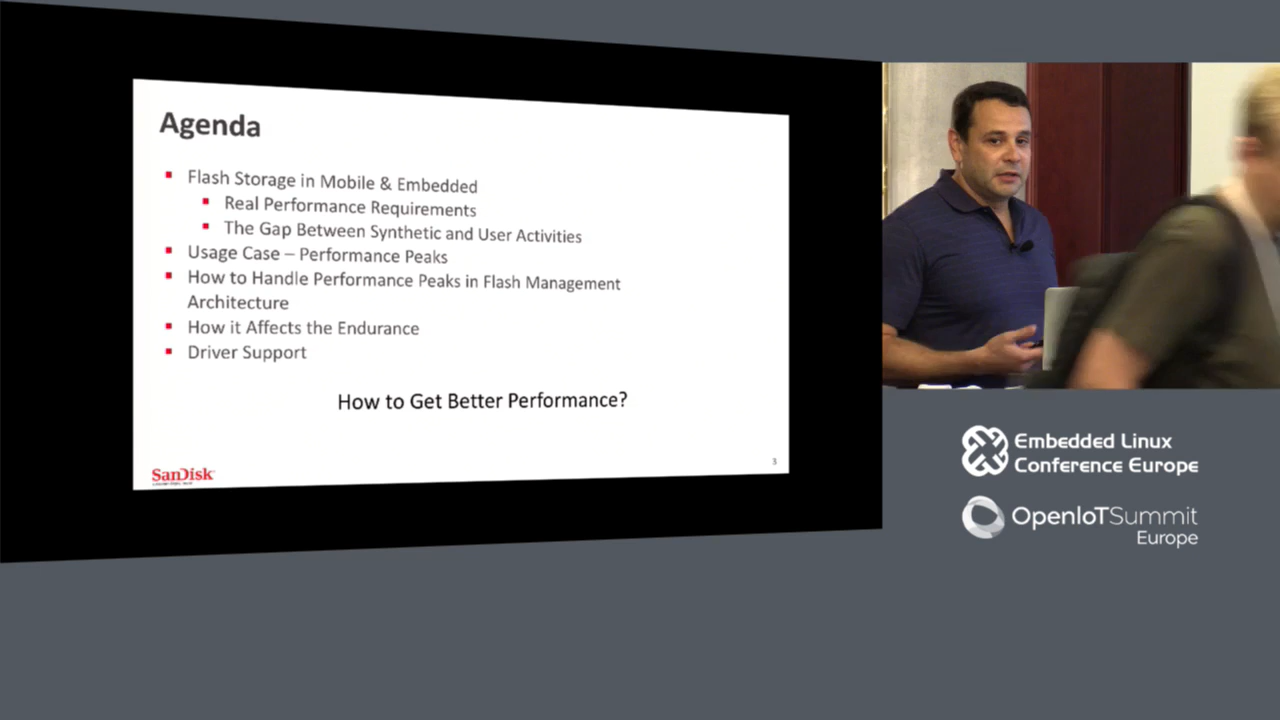 Agenda
Flash Storage in Mobile & Embedded
Real Performance Requirements
The Gap Between Synthetic and User Activities
Usage Case – Performance Peaks
How to Handle Performance Peaks in Flash Management
Architecture
How it Affects the Endurance
Driver Support
How to Get Better Performance?
SanDisk
3
Embedded Linux
Conference Europe
OpenIoTSummit
Europe